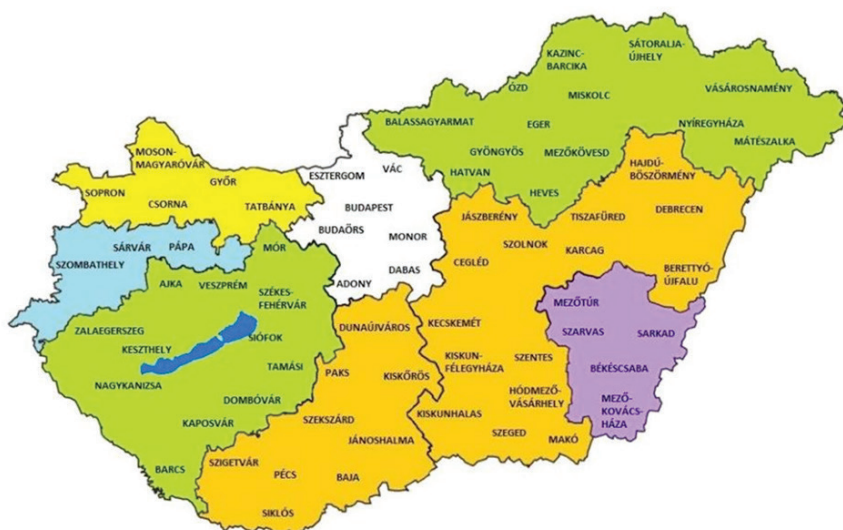 KAZINC-
BARCIKA
SÁTORALJA-
ÚJHELY
ÓZD
MISKOLC
VÁSÁROSNAMÉNY
BALASSAGYARMAT
EGER
NYÍREGYHÁZA
MÁTÉSZALKA
GYÖNGYÖS
MEZŐKÖVESD
HATVAN
HEVES
MOSON-
MAGYARÓVÁR
GYŐR
SOPRON
CSORNA
TATBÁNYA
ESZTERGOM
VÁC
BUDAPEST
BUDAÖRS
MONOR
ADONY
DABAS
HAJDÚ-
BÖSZÖRMÉNY
JÁSZBERÉNY
TISZAFÜRED
DEBRECEN
SZOLNOK
KARCAG
CEGLÉD
BERETTYÓ-
ÚJFALU
SÁRVÁR
PÁPA
SZOMBATHELY
MÓR
AJKA
VESZPRÉM
SZÉKES-
FEHÉRVÁR
ZALAEGERSZEG
KESZTHELY
SIÓFOK
NAGYKANIZSA
TAMÁSI
DOMBÓVÁR
KAPOSVÁR
BARCS
DUNAÚJVÁROS
PAKS
KISKŐRÖS
SZEKSZÁRD
JÁNOSHALMA
SZIGETVÁR
PÉCS
BAJA
SIKLÓS
KECSKEMÉT
KISKUN-
FÉLEGYHÁZA
SZENTES
HÓDMEZŐ-
VÁSÁRHELY
KISKUNHALAS
SZEGED
MAKÓ
MEZŐTÚR
SZARVAS
SARKAD
BÉKÉSCSABA
MEZŐ-
KOVÁCS-
HÁZA